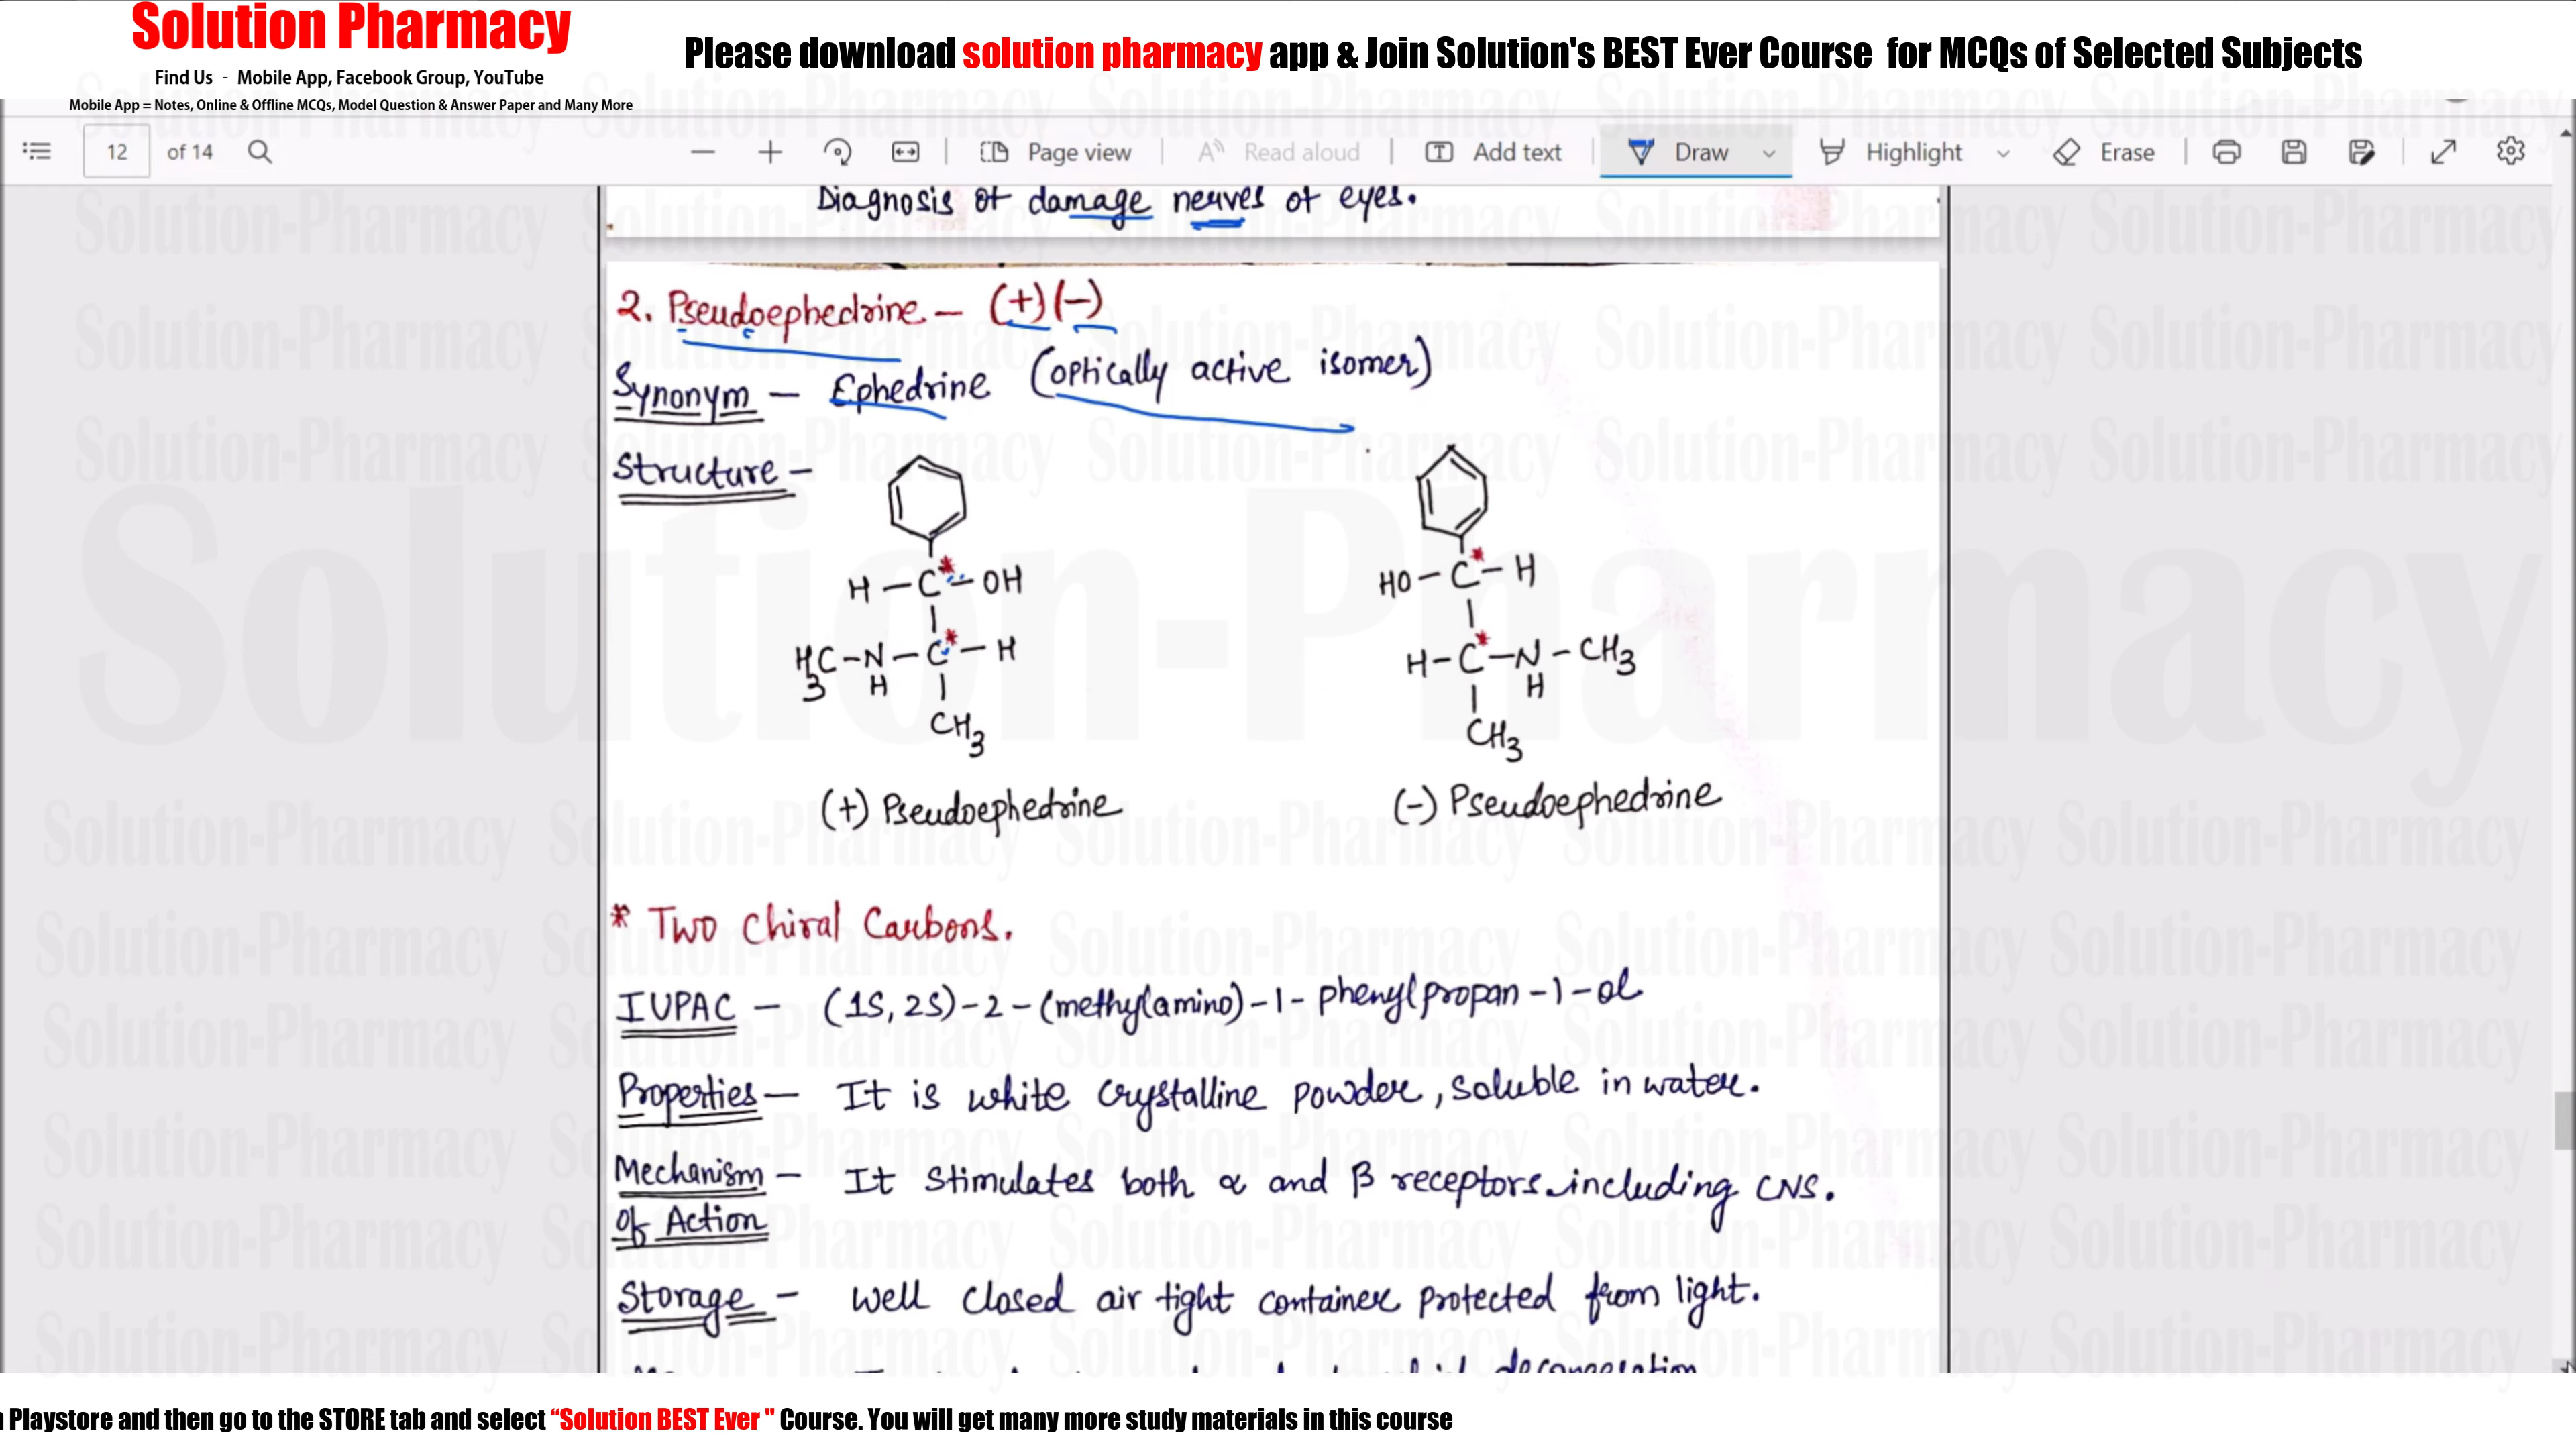 Solution Pharmacy
Find Us - Mobile App, Facebook Group, YouTube
Mobile App = Notes, Online & Offline MCQs, Model Question & Answer Paper and Many More
Please download solution pharmacy app & Join Solution's BEST Ever Course for MCQs of Selected Subjects
12 of 14
Page view
Read aloud
Add text
Draw
Highlight
Erase
Diagnosis of damage nerves of eyes.
2. Pseudoephedrine – (+)(-)
Synonym – Ephedrine (optically active isomer)
Structure –
H – C* – OH
H3C – N – C* – H
H
CH3
(+) Pseudoephedrine
HO – C* – H
H – C* – N – CH3
H
CH3
(-) Pseudoephedrine
* Two Chiral Carbons.
IUPAC – (1S, 2S)-2-(methylamino)-1-phenylpropan-1-ol
Properties – It is white crystalline powder, soluble in water.
Mechanism – It stimulates both α and β receptors including CNS.
of Action
Storage – Well closed air tight container protected from light.
Playstore and then go to the STORE tab and select “Solution BEST Ever " Course. You will get many more study materials in this course
Solution-Pharmacy